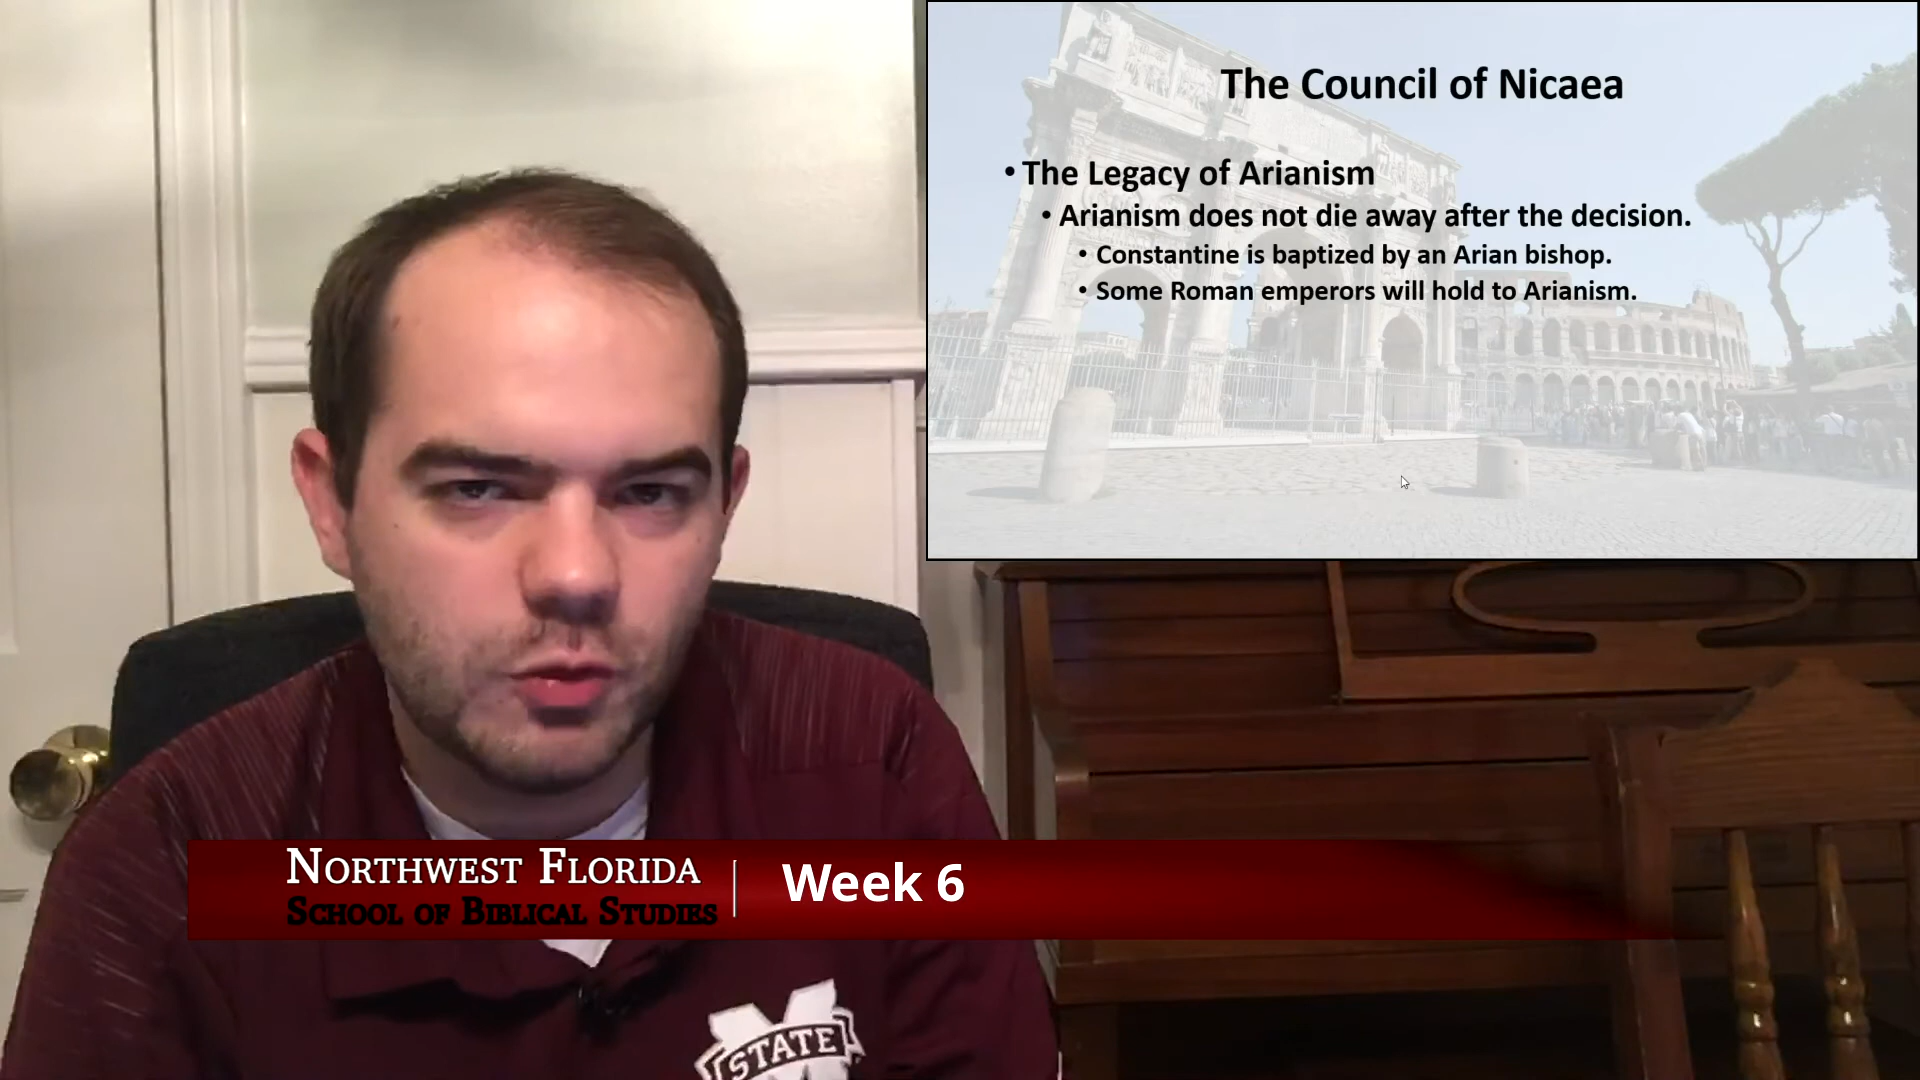 The Council of Nicaea
• The Legacy of Arianism
• Arianism does not die away after the decision.
• Constantine is baptized by an Arian bishop.
• Some Roman emperors will hold to Arianism.
Northwest Florida
School of Biblical Studies
Week 6
M
STATE